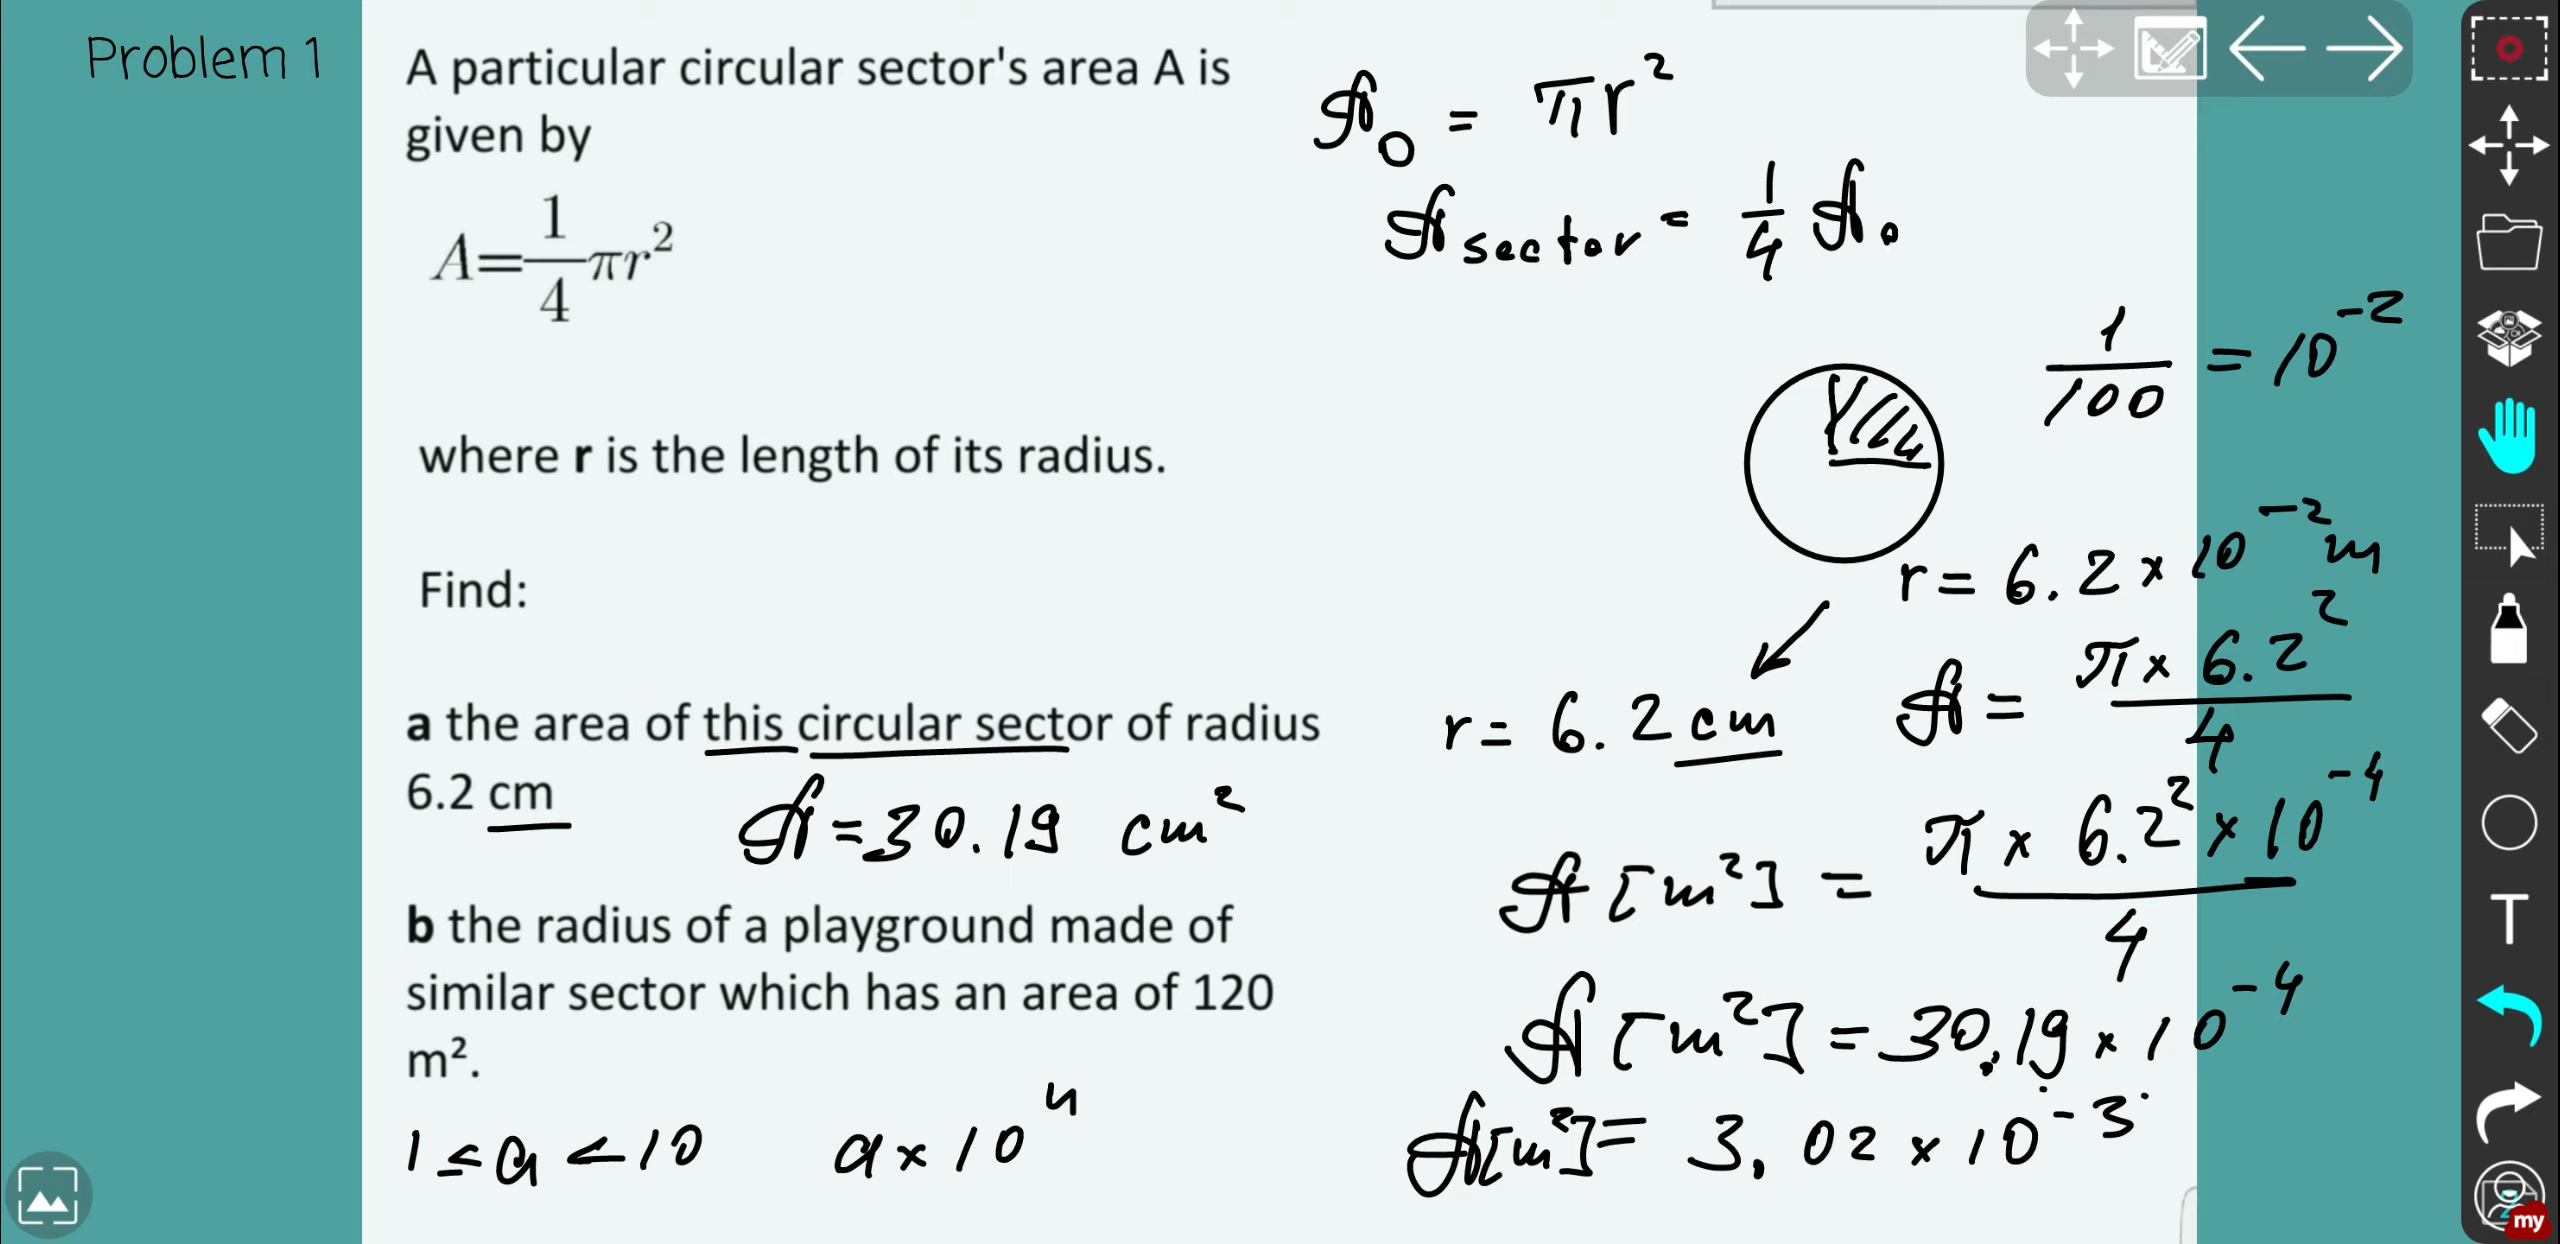 Problem 1
A particular circular sector's area A is
given by
A=1/4 πr²
where r is the length of its radius.
Find:
a the area of this circular sector of radius
6.2 cm
A = 30.19 cm²
b the radius of a playground made of
similar sector which has an area of 120
m².
1 ≤ a < 10 a × 10ⁿ
A₀ = πr²
A sector = 1/4 A₀
1/100 = 10⁻²
r = 6.2 × 10⁻² m
r = 6.2 cm
A = π × 6.2² / 4
A [m²] = π × 6.2² × 10⁻⁴ / 4
A [m²] = 30.19 × 10⁻⁴
A [m²] = 3.02 × 10⁻³
T
my